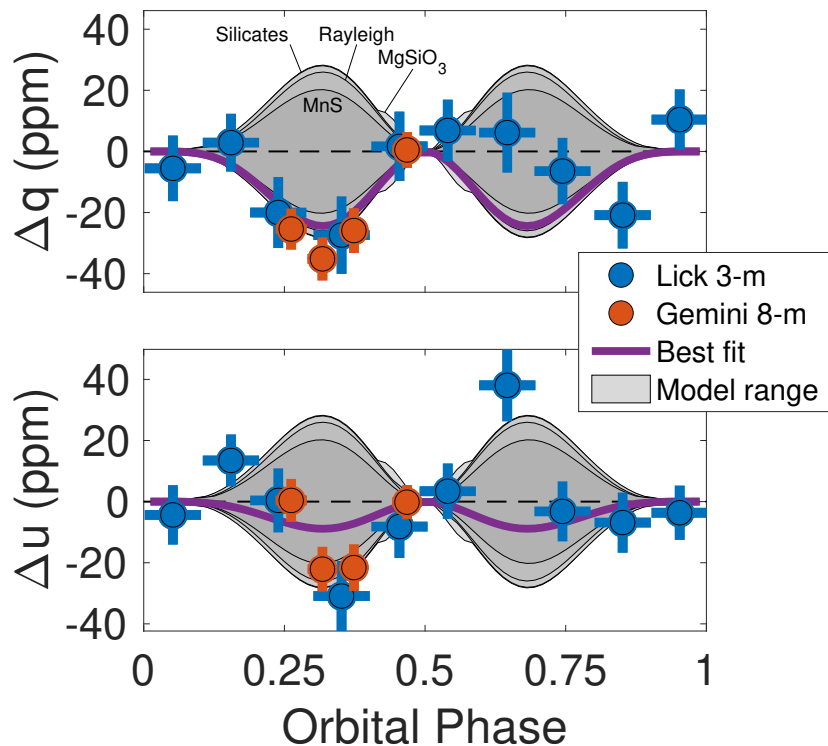 40
20
0
-20
-40
Δq (ppm)
Silicates
Rayleigh
MgSiO3
MnS
Lick 3-m
Gemini 8-m
Best fit
Model range
40
20
0
-20
-40
Δu (ppm)
0 0.25 0.5 0.75 1
Orbital Phase